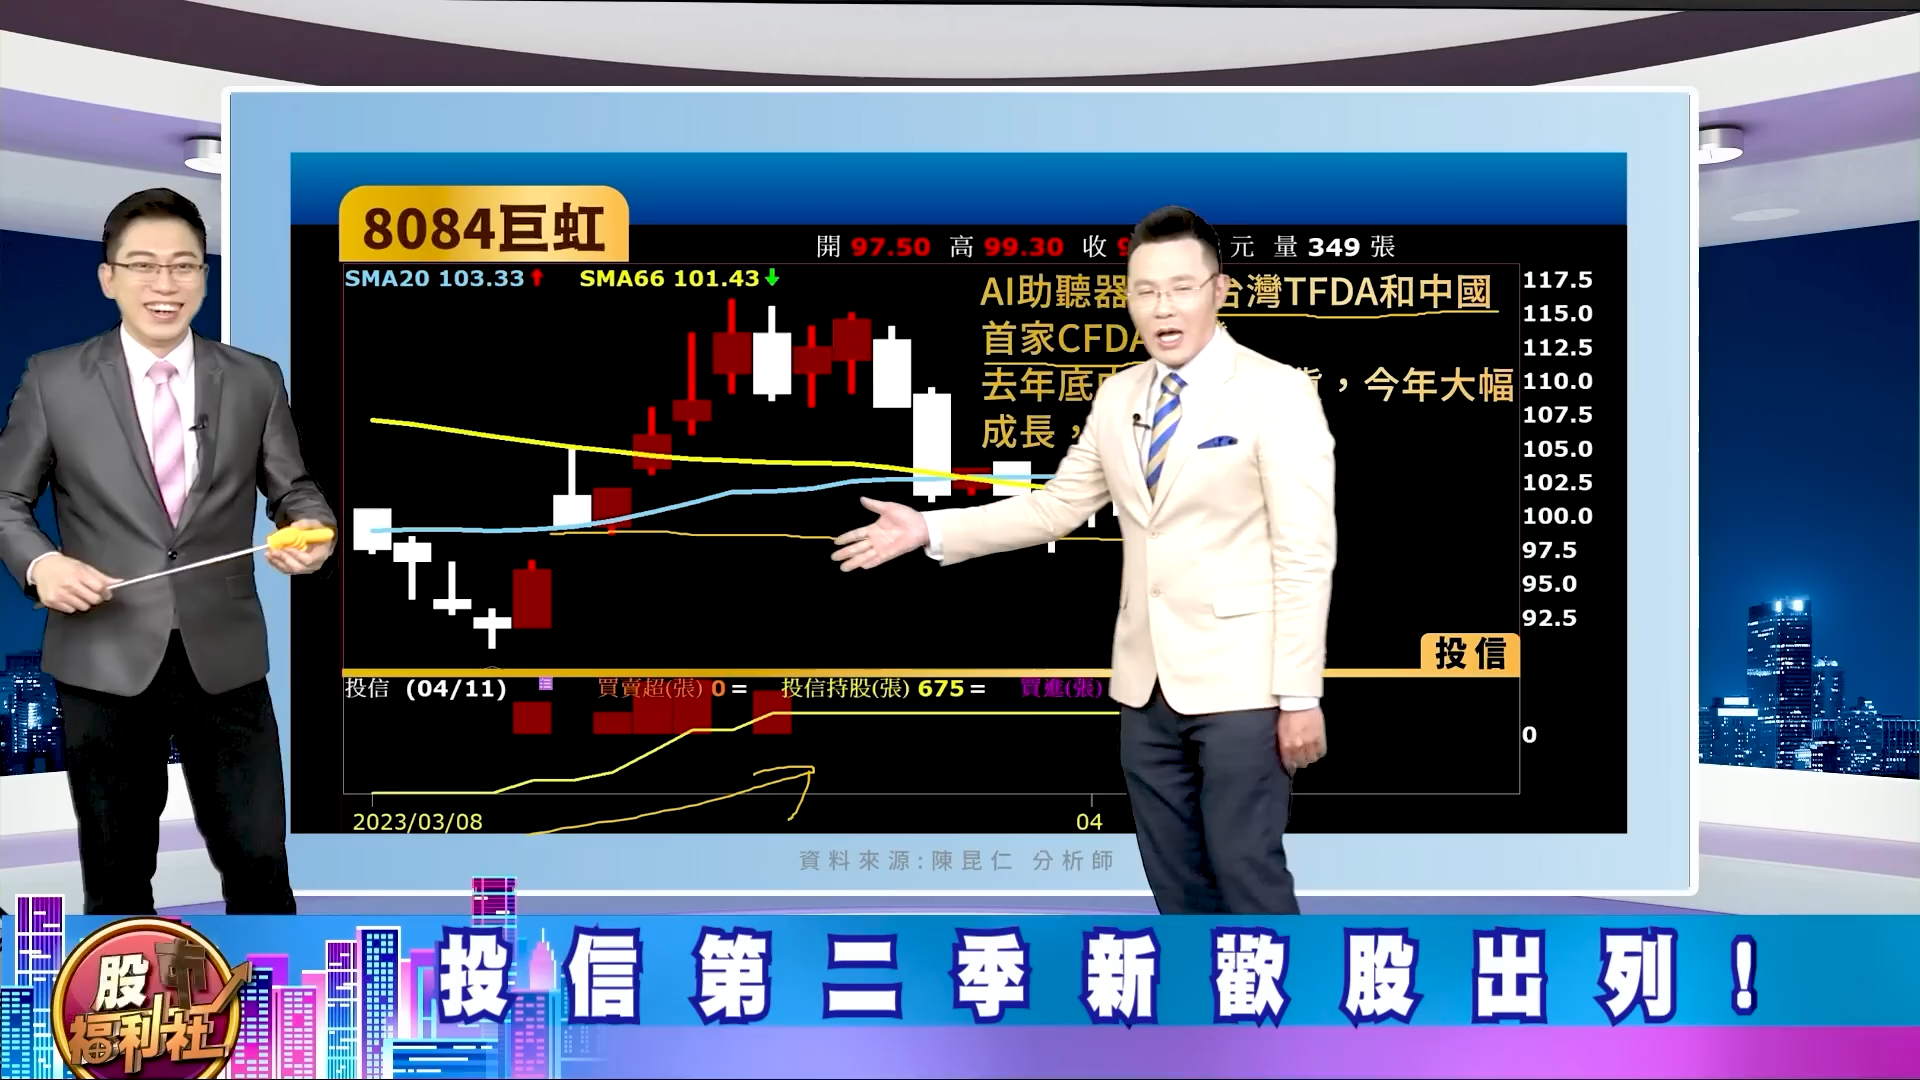 8084巨虹
開 97.50 高 99.30 收 元 量 349 張
SMA20 103.33 SMA66 101.43
AI助聽器 台灣TFDA和中國
首家CFDA
去年底 ,今年大幅
成長,
117.5
115.0
112.5
110.0
107.5
105.0
102.5
100.0
97.5
95.0
92.5
投信
投信 (04/11) 買賣超(張) 0 = 投信持股(張) 675 = 買進(張)
0
2023/03/08 04
資料來源:陳昆仁 分析師
投信第二季新歡股出列!
股市
福利社